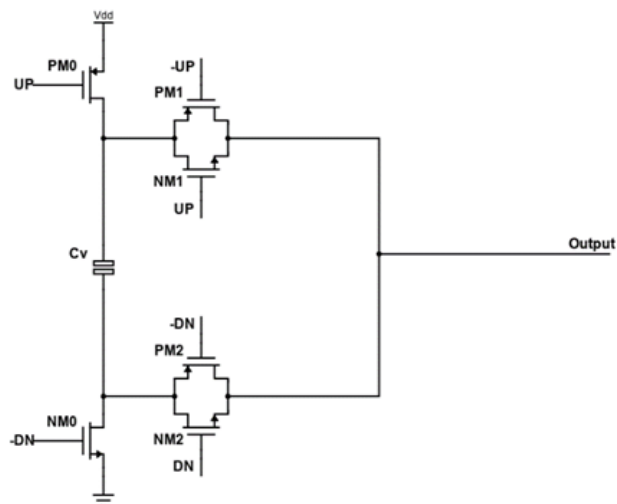 Vdd
PM0
UP
-UP
PM1
NM1
UP
Output
Cv
-DN
PM2
NM0
-DN
NM2
DN